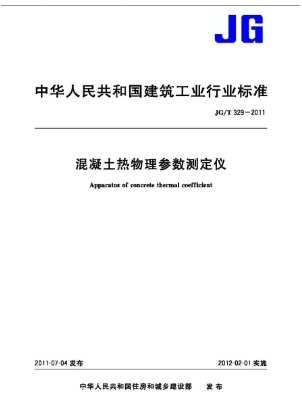 JG
中华人民共和国建筑工业行业标准
JG/T 329－2011
混凝土热物理参数测定仪
Apparatos of concrete thermal coefficient
2011-07-04 发布
2012-02-01 实施
中华人民共和国住房和城乡建设部 发布